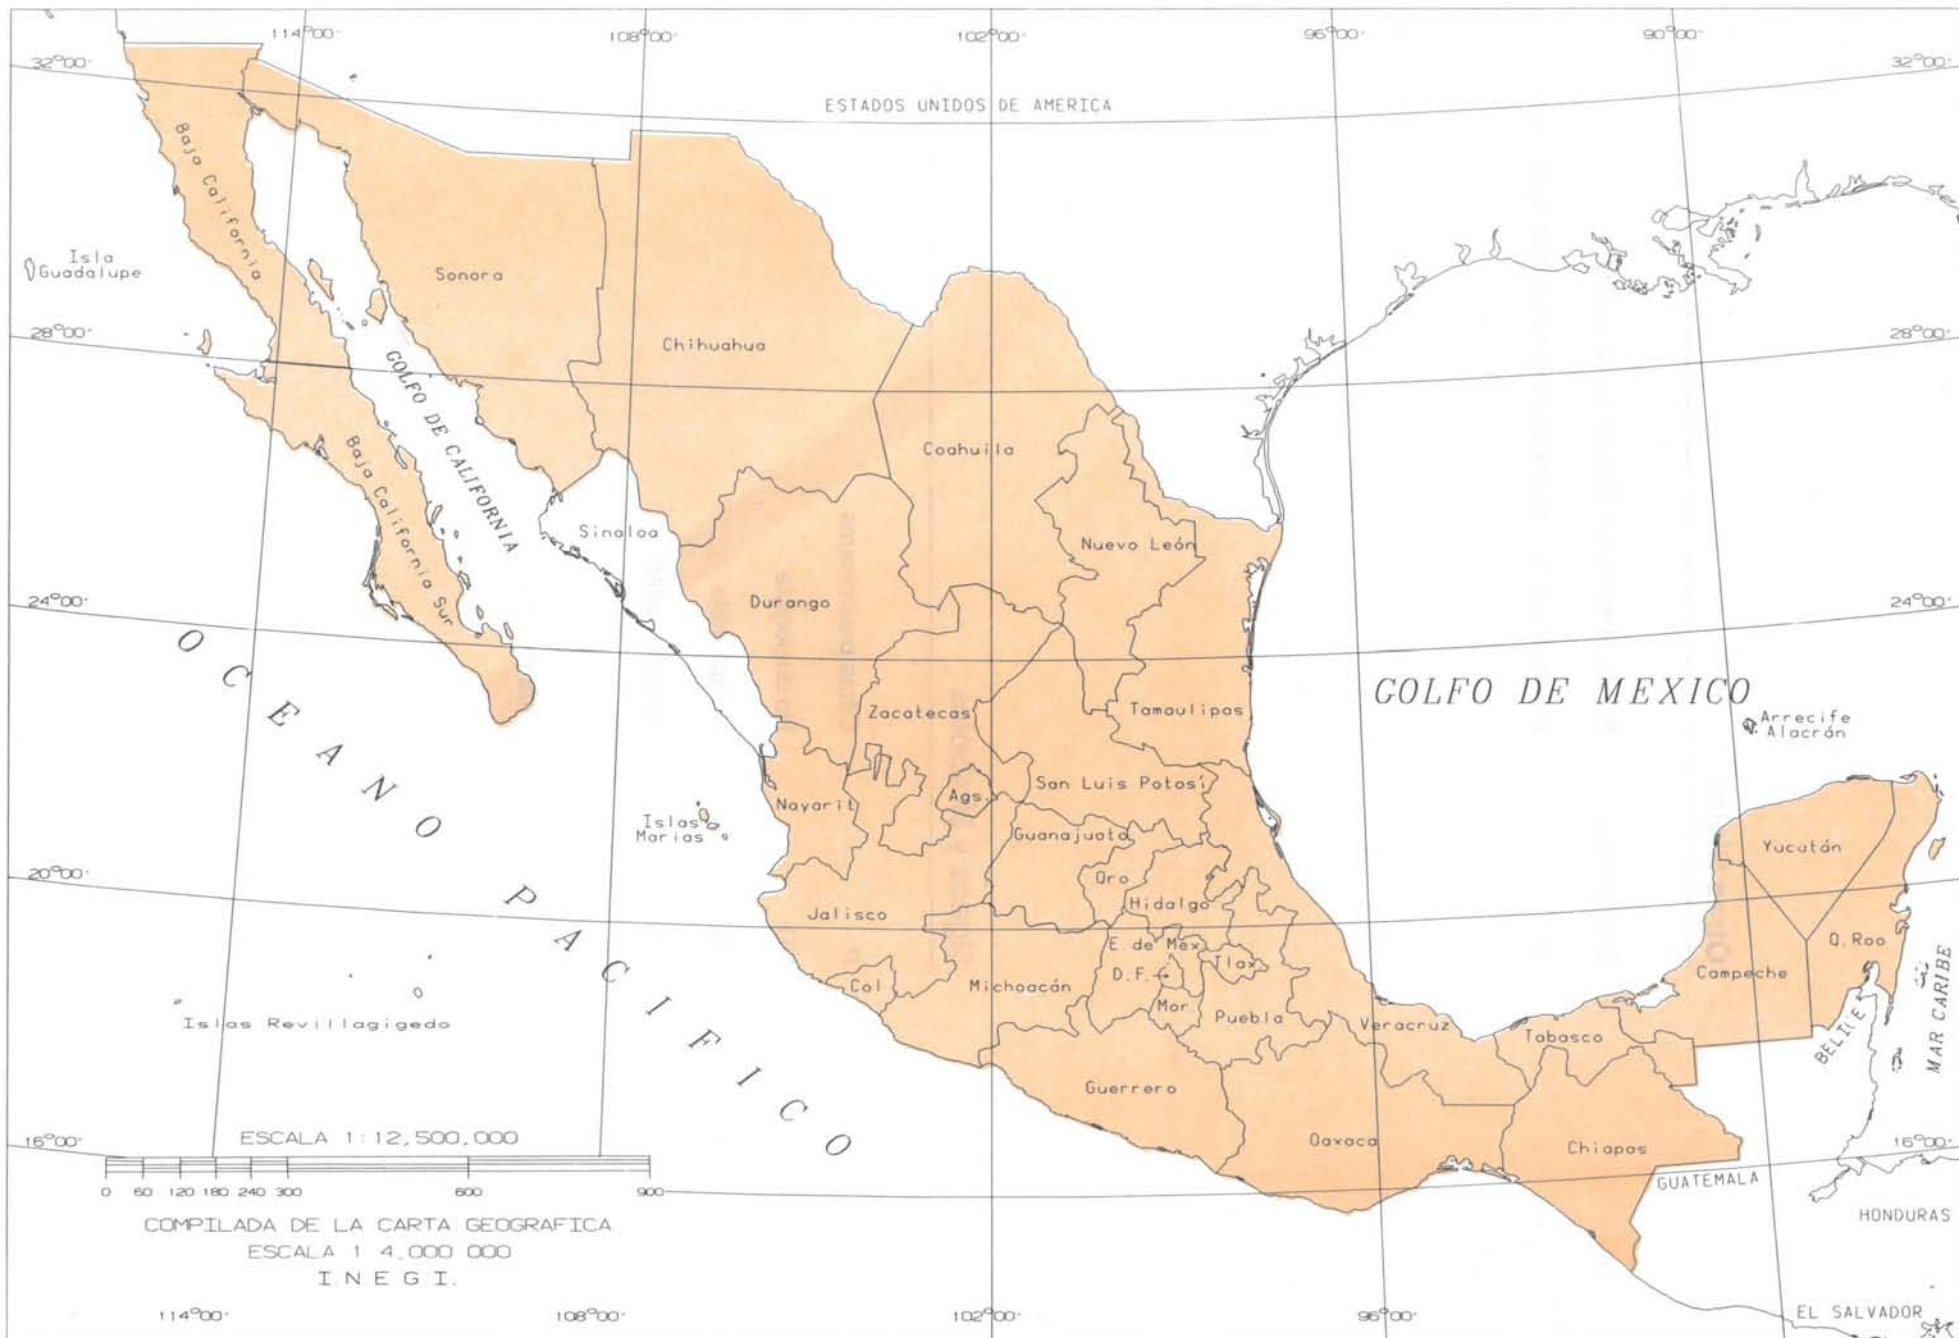 114°00'
108°00'
102°00'
96°00'
90°00'
32°00'
32°00'
ESTADOS UNIDOS DE AMERICA
Baja California
Isla
Guadalupe
Sonora
28°00'
28°00'
Chihuahua
GOLFO DE CALIFORNIA
Coahuila
Baja California Sur
Sinaloa
Nuevo León
24°00'
24°00'
Durango
GOLFO DE MEXICO
Zacatecas
Tamaulipas
Arrecife
Alacrán
OCEANO PACIFICO
San Luis Potosí
Nayarit
Ags.
Islas
Marias
Guanajuato
Yucatán
20°00'
Qro
Hidalgo
Jalisco
Q. Roo
E. de Mex
Tlax
D.F.
Campeche
Col
Michoacán
Mor.
Puebla
Veracruz
Tabasco
BELICE
MAR CARIBE
Islas Revillagigedo
Guerrero
Oaxaca
Chiapas
16°00'
16°00'
GUATEMALA
HONDURAS
EL SALVADOR
ESCALA 1:12,500,000
0 60 120 180 240 300 600 900
COMPILADA DE LA CARTA GEOGRAFICA
ESCALA 1 4,000 000
I.N E G I.
114°00'
108°00'
102°00'
96°00'